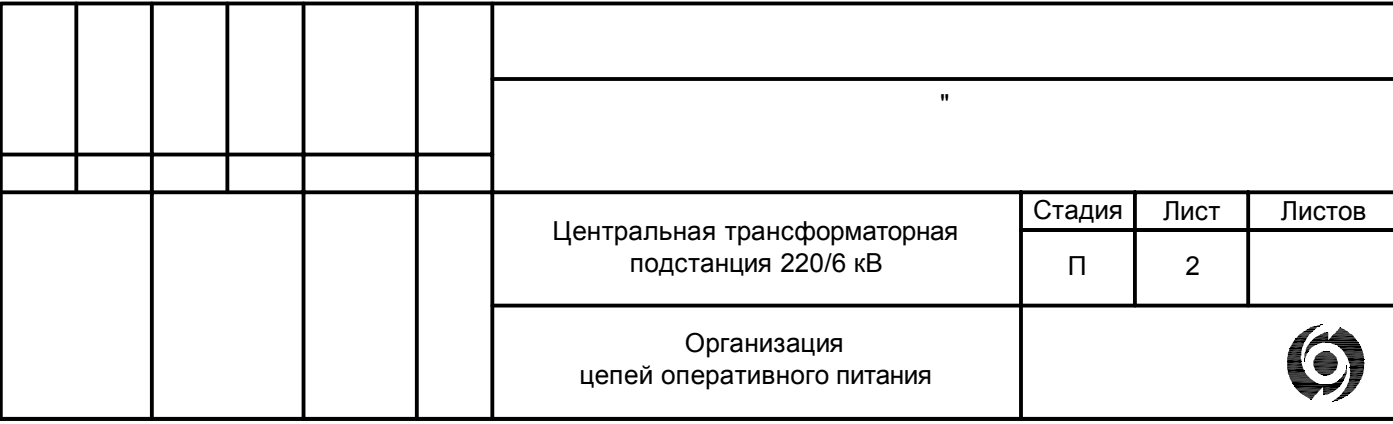 "
Центральная трансформаторная
подстанция 220/6 кВ
Стадия
Лист
Листов
П
2
Организация
цепей оперативного питания